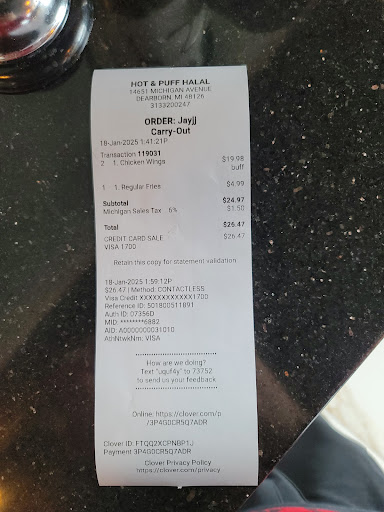 HOT & PUFF HALAL
14651 MICHIGAN AVENUE
DEARBORN, MI 48126
3133200247
ORDER: Jayjj
Carry-Out
18-Jan-2025 1:41:21P
Transaction 119031
2 1. Chicken Wings $19.98
buff
1 1. Regular Fries $4.99
Subtotal $24.97
Michigan Sales Tax 6% $1.50
Total $26.47
CREDIT CARD SALE $26.47
VISA 1700
Retain this copy for statement validation
18-Jan-2025 1:59:12P
$26.47 | Method: CONTACTLESS
Visa Credit XXXXXXXXXXXX1700
Reference ID: 501800511891
Auth ID: 07356D
MID: ********6882
AID: A0000000031010
AthNtwkNm: VISA
How are we doing?
Text "uquf4y" to 73752
to send us your feedback
Online: https://clover.com/p
/3P4G0CR5Q7ADR
Clover ID: FTQQ2XCPNBP1J
Payment 3P4G0CR5Q7ADR
Clover Privacy Policy
https://clover.com/privacy